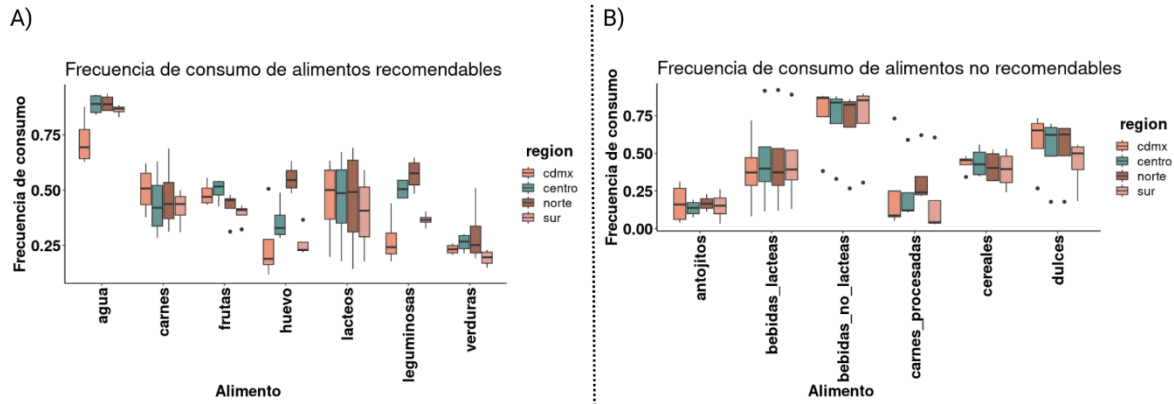 A)
Frecuencia de consumo de alimentos recomendables
Frecuencia de consumo
0.75
0.50
0.25
agua
carnes
frutas
huevo
lacteos
leguminosas
verduras
Alimento
region
cdmx
centro
norte
sur
B)
Frecuencia de consumo de alimentos no recomendables
Frecuencia de consumo
0.75
0.50
0.25
0.00
antojitos
bebidas_lacteas
bebidas_no_lacteas
carnes_procesadas
cereales
dulces
Alimento
region
cdmx
centro
norte
sur